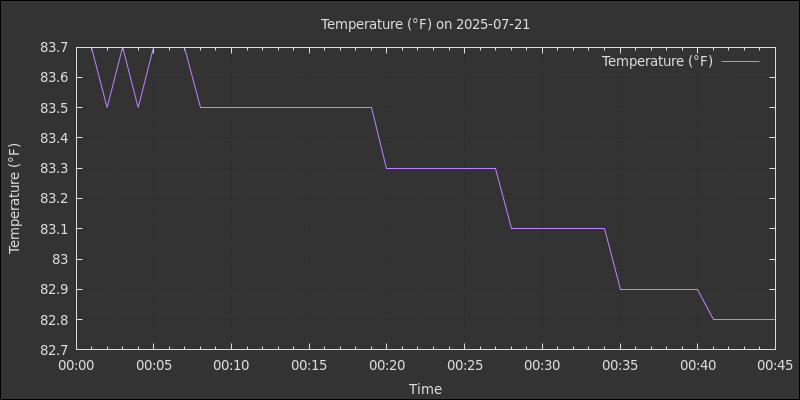 Temperature (°F) on 2025-07-21
Temperature (°F)
Temperature (°F)
83.7
83.6
83.5
83.4
83.3
83.2
83.1
83
82.9
82.8
82.7
00:00 00:05 00:10 00:15 00:20 00:25 00:30 00:35 00:40 00:45
Time